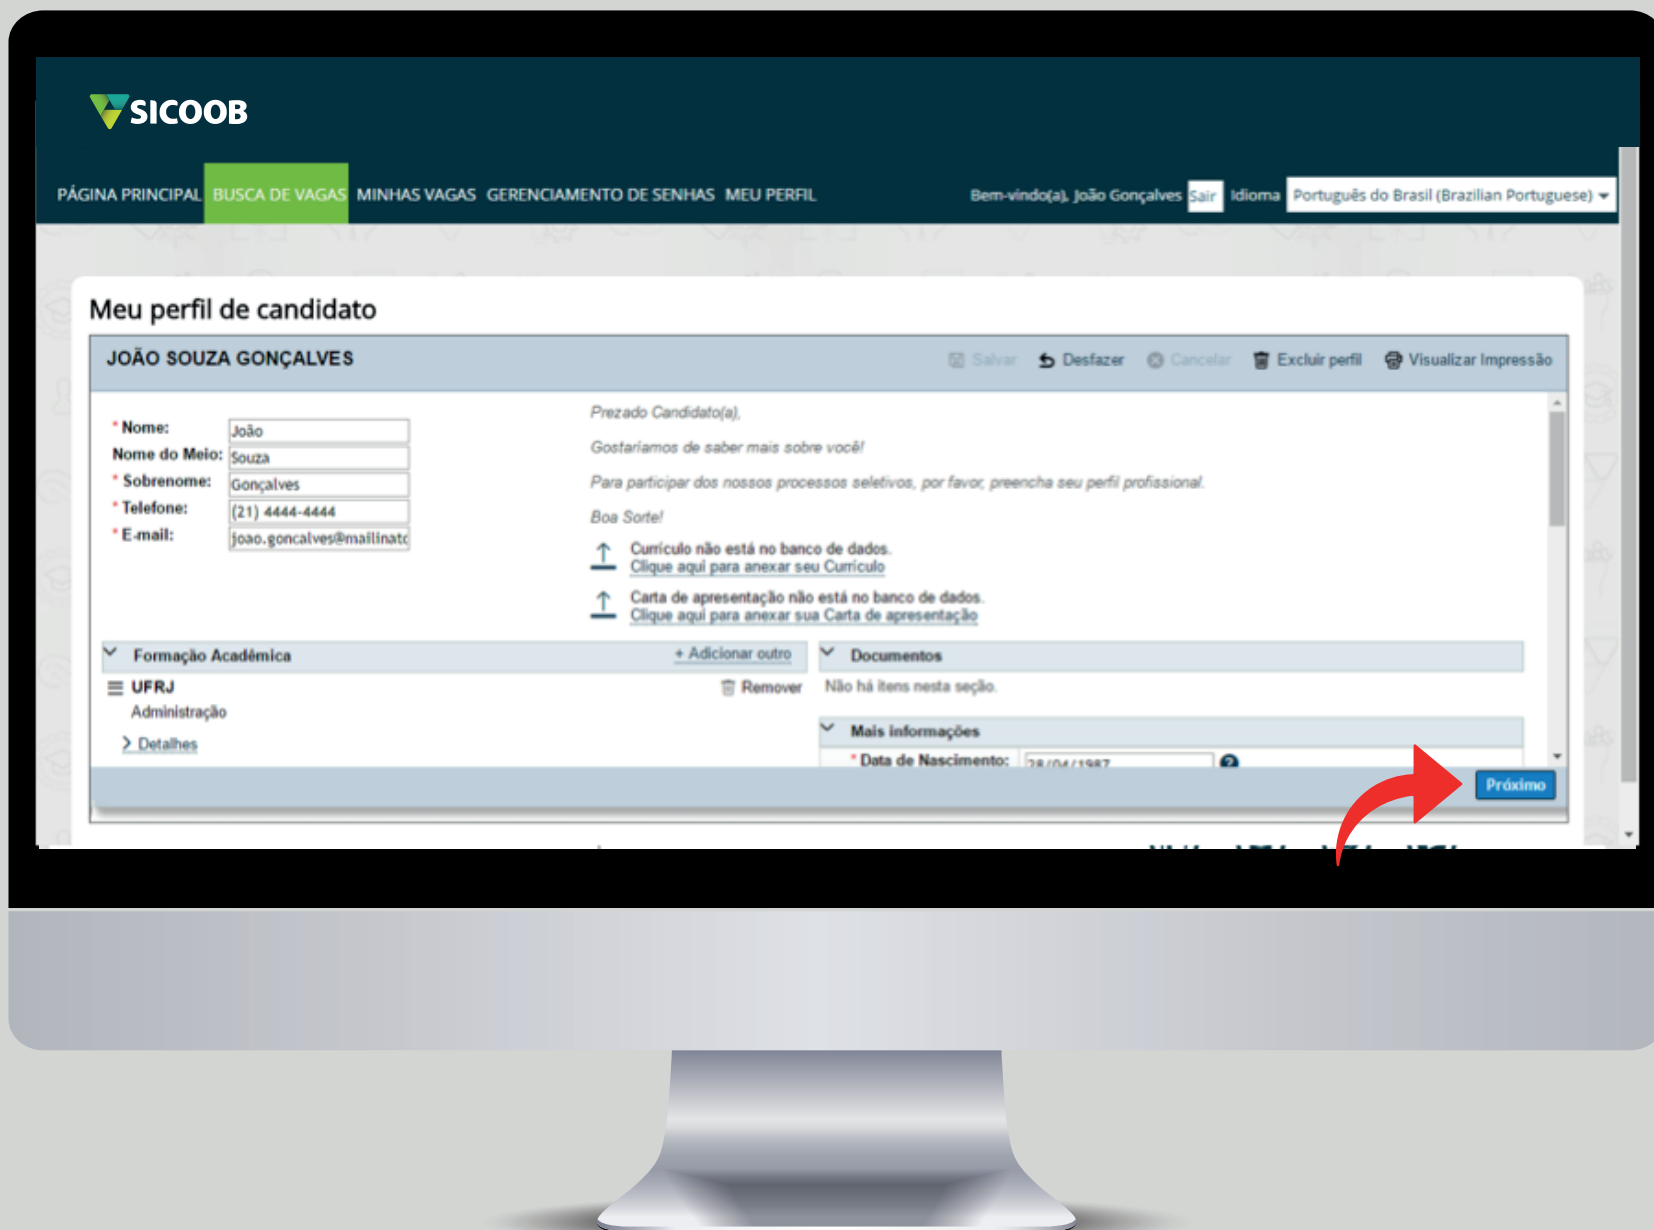 SICOOB
PÁGINA PRINCIPAL BUSCA DE VAGAS MINHAS VAGAS GERENCIAMENTO DE SENHAS MEU PERFIL Bem-vindo(a), João Gonçalves Sair Idioma Português do Brasil (Brazilian Portuguese)
Meu perfil de candidato
JOÃO SOUZA GONÇALVES Salvar Desfazer Cancelar Excluir perfil Visualizar Impressão
* Nome: João
Nome do Meio: Souza
* Sobrenome: Gonçalves
* Telefone: (21) 4444-4444
* E-mail: joao.goncalves@mailinatc
Prezado Candidato(a),
Gostaríamos de saber mais sobre você!
Para participar dos nossos processos seletivos, por favor, preencha seu perfil profissional.
Boa Sorte!
Currículo não está no banco de dados.
Clique aqui para anexar seu Currículo
Carta de apresentação não está no banco de dados.
Clique aqui para anexar sua Carta de apresentação
Formação Acadêmica + Adicionar outro
UFRJ Remover
Administração
Detalhes
Documentos
Não há itens nesta seção.
Mais informações
* Data de Nascimento: 28/04/1987
Próximo